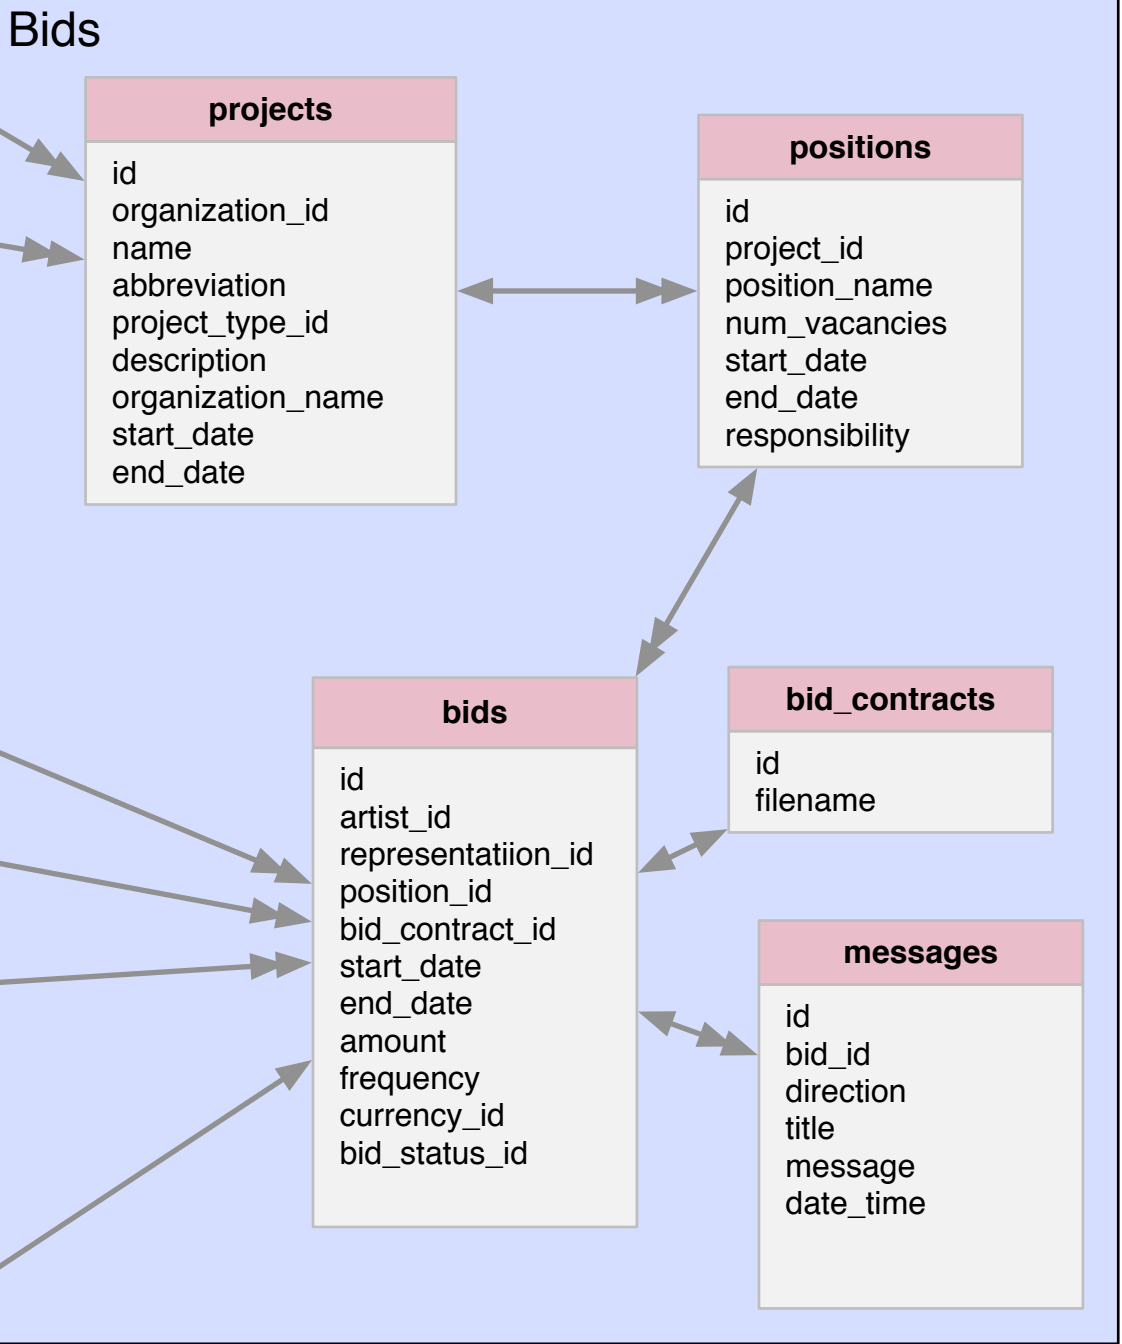 Bids
projects
id
organization_id
name
abbreviation
project_type_id
description
organization_name
start_date
end_date
positions
id
project_id
position_name
num_vacancies
start_date
end_date
responsibility
bids
id
artist_id
representatiion_id
position_id
bid_contract_id
start_date
end_date
amount
frequency
currency_id
bid_status_id
bid_contracts
id
filename
messages
id
bid_id
direction
title
message
date_time